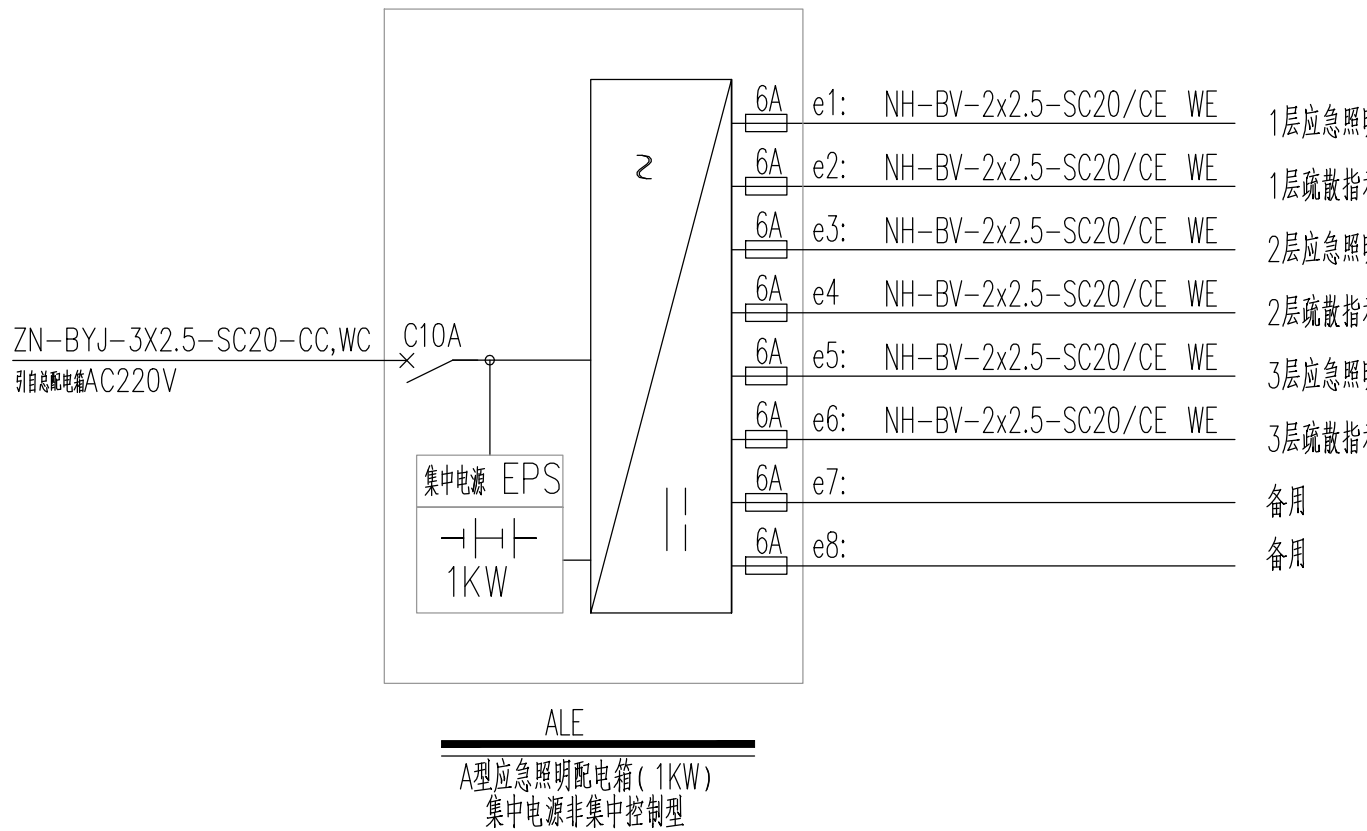 6A e1: NH-BV-2x2.5-SC20/CE WE 1层应急照
6A e2: NH-BV-2x2.5-SC20/CE WE 1层疏散指
6A e3: NH-BV-2x2.5-SC20/CE WE 2层应急照
6A e4 NH-BV-2x2.5-SC20/CE WE 2层疏散指
ZN-BYJ-3X2.5-SC20-CC,WC C10A
引自总配电箱AC220V
6A e5: NH-BV-2x2.5-SC20/CE WE 3层应急照
6A e6: NH-BV-2x2.5-SC20/CE WE 3层疏散指
集中电源 EPS
1KW
6A e7: 备用
6A e8: 备用
ALE
A型应急照明配电箱(1KW)
集中电源非集中控制型